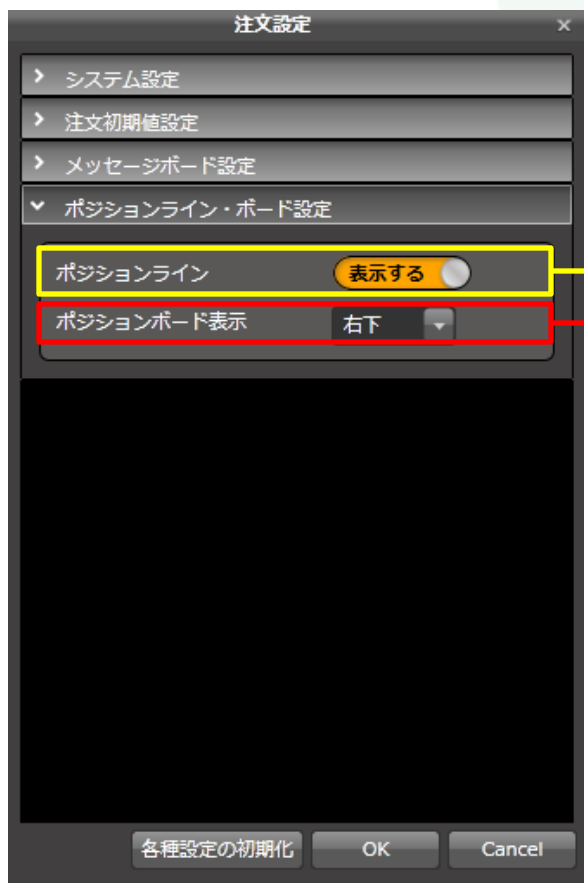 注文設定
システム設定
注文初期値設定
メッセージボード設定
ポジションライン・ボード設定
ポジションライン 表示する
ポジションボード表示 右下
各種設定の初期化 OK Cancel